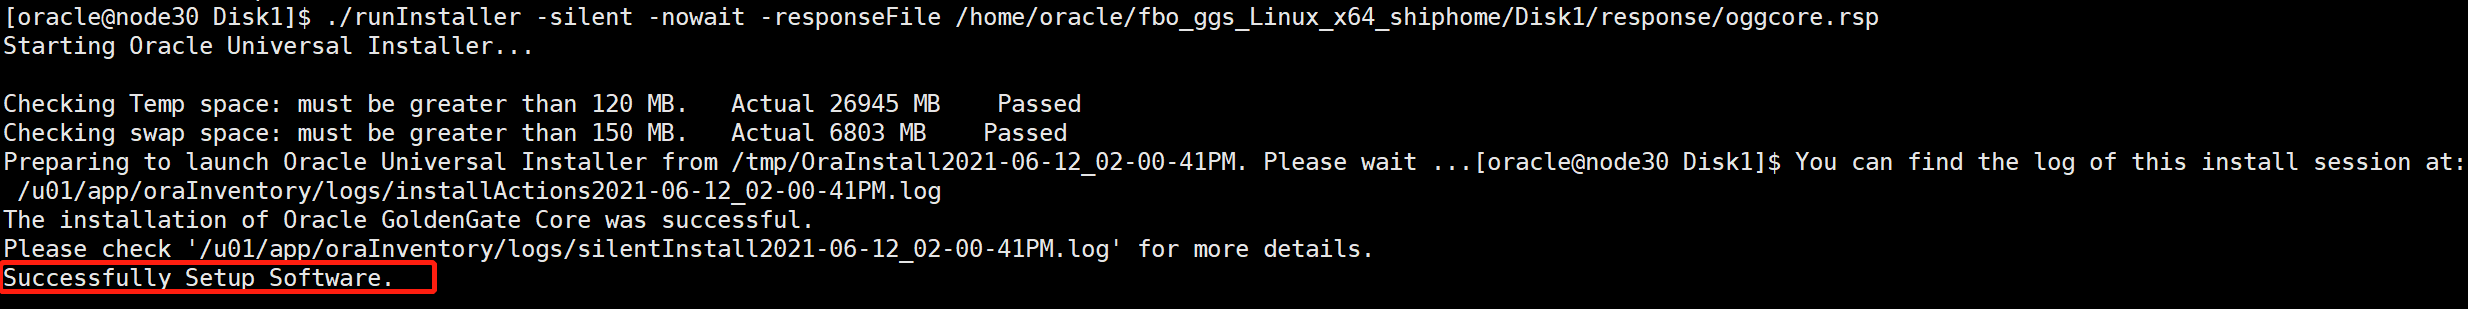 [oracle@node30 Disk1]$ ./runInstaller -silent -nowait -responseFile /home/oracle/fbo_ggs_Linux_x64_shiphome/Disk1/response/oggcore.rsp
Starting Oracle Universal Installer...
Checking Temp space: must be greater than 120 MB.   Actual 26945 MB    Passed
Checking swap space: must be greater than 150 MB.   Actual 6803 MB    Passed
Preparing to launch Oracle Universal Installer from /tmp/OraInstall2021-06-12_02-00-41PM. Please wait ...[oracle@node30 Disk1]$ You can find the log of this install session at:
 /u01/app/oraInventory/logs/installActions2021-06-12_02-00-41PM.log
The installation of Oracle GoldenGate Core was successful.
Please check '/u01/app/oraInventory/logs/silentInstall2021-06-12_02-00-41PM.log' for more details.
Successfully Setup Software.